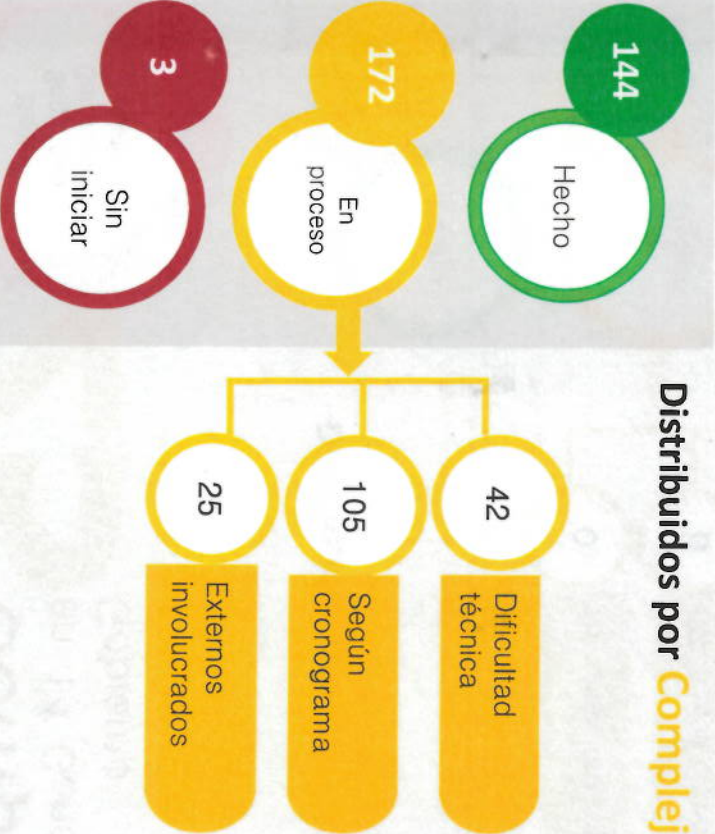 Distribuidos por Complej
144
Hecho
172
En
proceso
3
Sin
iniciar
42
Dificultad
técnica
105
Según
cronograma
25
Externos
involucrados